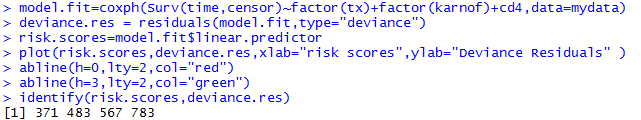 > model.fit=coxph(Surv(time,censor)~factor(tx)+factor(karnof)+cd4,data=mydata)
> deviance.res = residuals(model.fit,type="deviance")
> risk.scores=model.fit$linear.predictor
> plot(risk.scores,deviance.res,xlab="risk scores",ylab="Deviance Residuals" )
> abline(h=0,lty=2,col="red")
> abline(h=3,lty=2,col="green")
> identify(risk.scores,deviance.res)
[1] 371 483 567 783